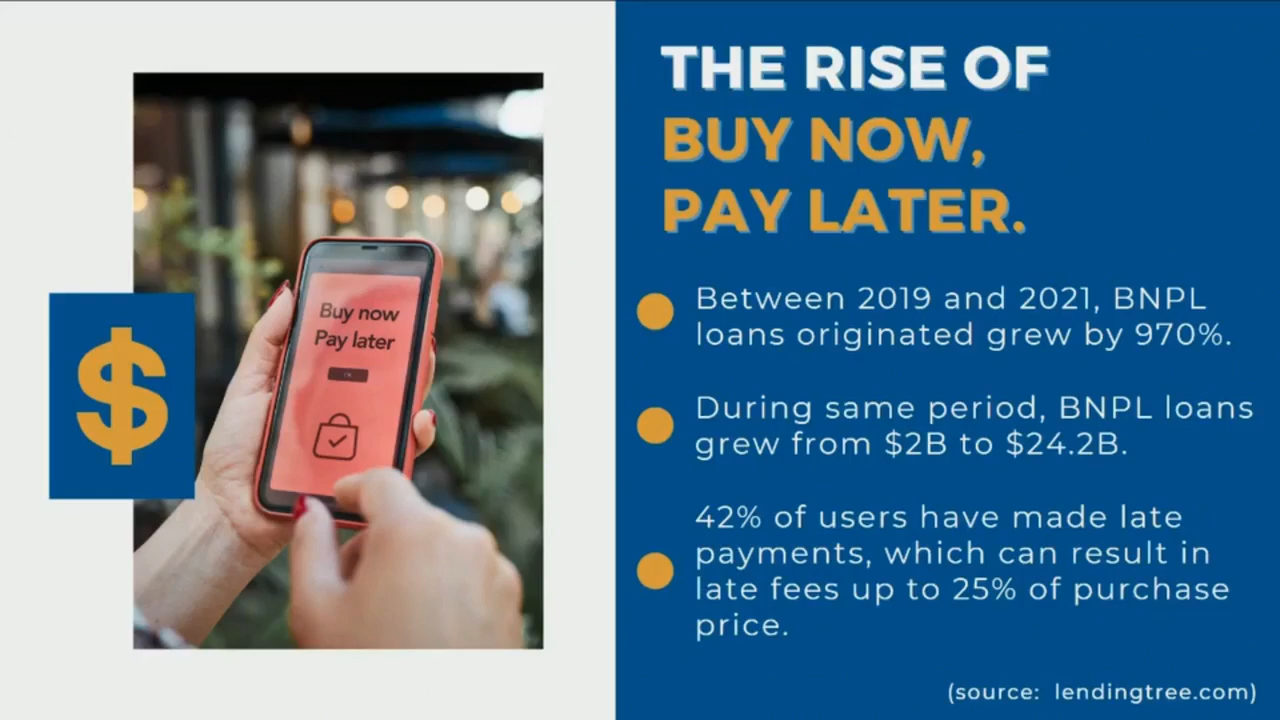 THE RISE OF
BUY NOW,
PAY LATER.
Between 2019 and 2021, BNPL
loans originated grew by 970%.
During same period, BNPL loans
grew from $2B to $24.2B.
42% of users have made late
payments, which can result in
late fees up to 25% of purchase
price.
(source: lendingtree.com)
$
Buy now
Pay later